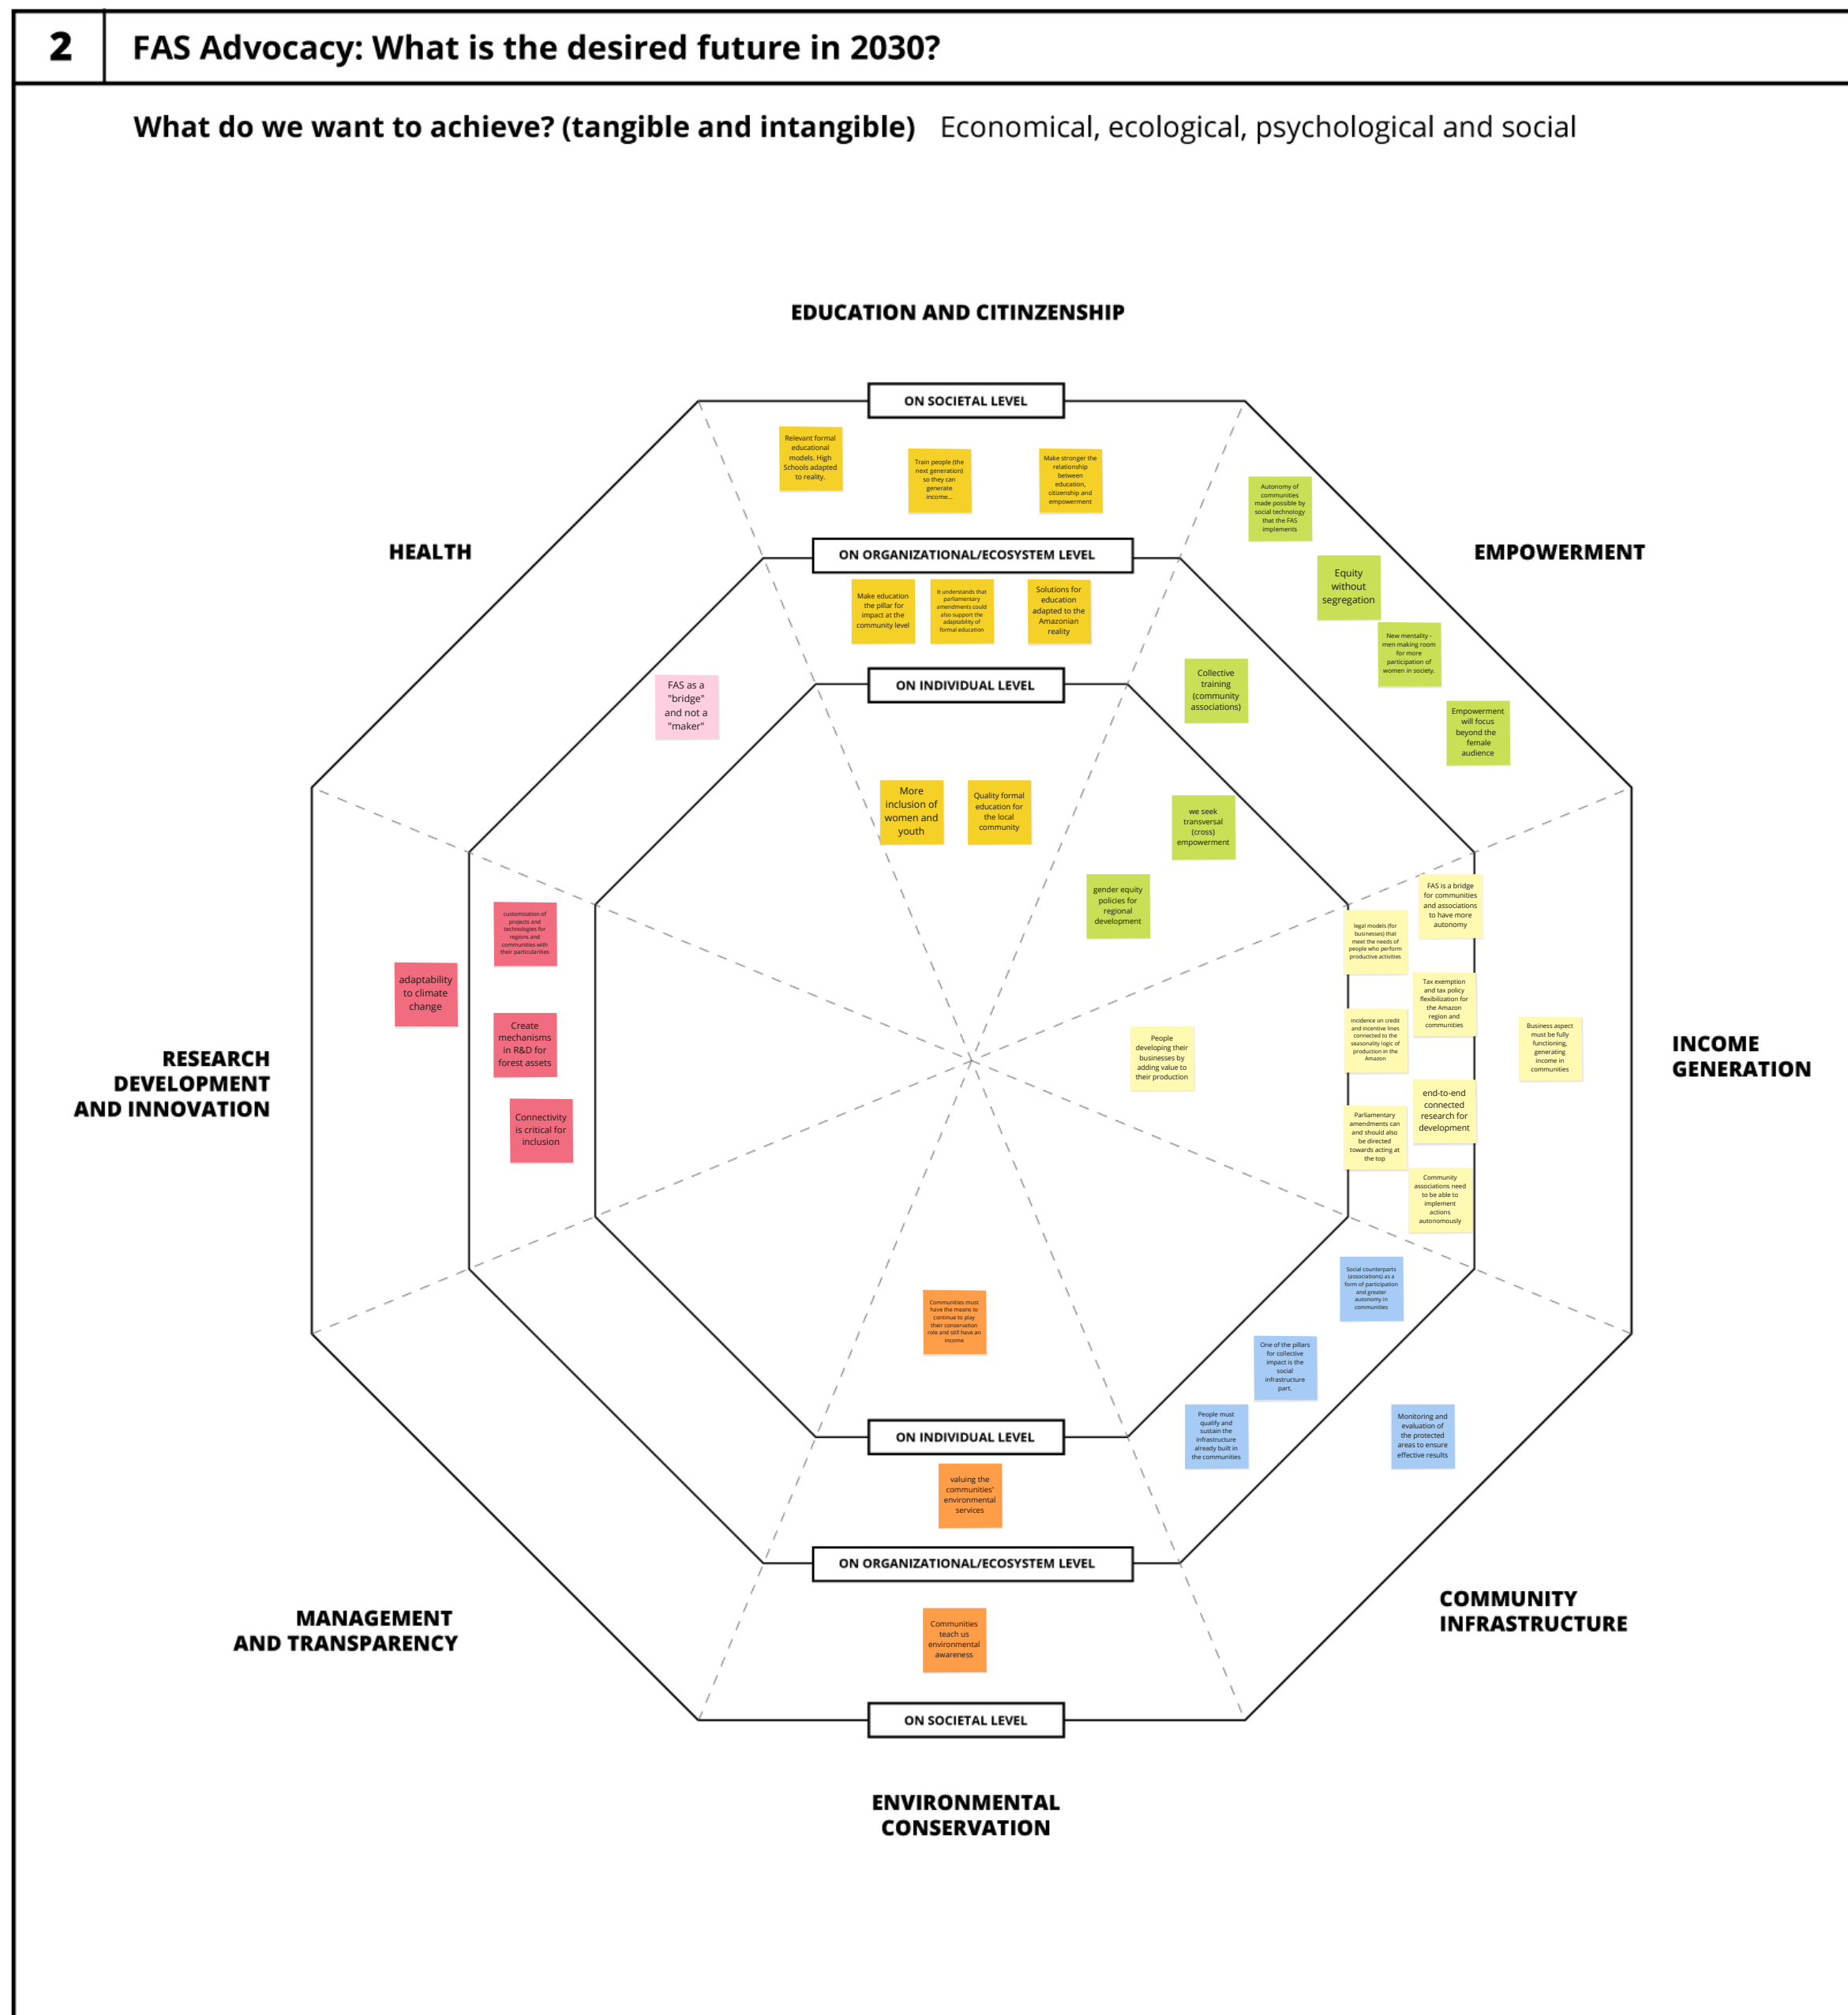 2
FAS Advocacy: What is the desired future in 2030?
What do we want to achieve? (tangible and intangible) Economical, ecological, psychological and social
EDUCATION AND CITINZENSHIP
ON SOCIETAL LEVEL
Relevant formal
educational
models. High
Schools adapted
to reality.
Train people (the
next generation)
so they can
generate
income...
Make stronger the
relationship
between
education,
citizenship and
empowerment
ON ORGANIZATIONAL/ECOSYSTEM LEVEL
Make education
the pillar for
impact at the
community level
It understands that
parliamentary
amendments could
also support the
adaptability of
formal education
Solutions for
education
adapted to the
Amazonian
reality
ON INDIVIDUAL LEVEL
More
inclusion of
women and
youth
Quality formal
education for
the local
community
EMPOWERMENT
Autonomy of
communities
made possible by
social technology
that the FAS
implements
Equity
without
segregation
New mentality -
men making room
for more
participation of
women in society.
Empowerment
will focus
beyond the
female
audience
Collective
training
(community
associations)
we seek
transversal
(cross)
empowerment
gender equity
policies for
regional
development
HEALTH
FAS as a
"bridge"
and not a
"maker"
RESEARCH
DEVELOPMENT
AND INNOVATION
customisation of
projects and
technologies for
regions and
communities with
their particularities
adaptability
to climate
change
Create
mechanisms
in R&D for
forest assets
Connectivity
is critical for
inclusion
INCOME
GENERATION
FAS is a bridge
for communities
and associations
to have more
autonomy
legal models (for
businesses) that
meet the needs of
people who perform
productive activities
Tax exemption
and tax policy
flexibilization for
the Amazon
region and
communities
incidence on credit
and incentive lines
connected to the
seasonality logic of
production in the
Amazon
Business aspect
must be fully
functioning,
generating
income in
communities
People
developing their
businesses by
adding value to
their production
end-to-end
connected
research for
development
Parliamentary
amendments can
and should also
be directed
towards acting at
the top
Community
associations need
to be able to
implement
actions
autonomously
COMMUNITY
INFRASTRUCTURE
Social counterparts
(associations) as a
form of participation
and greater
autonomy in
communities
One of the pillars
for collective
impact is the
social
infrastructure
part.
People must
qualify and
sustain the
infrastructure
already built in
the communities
Monitoring and
evaluation of
the protected
areas to ensure
effective results
Communities must
have the means to
continue to play
their conservation
role and still have an
income
ON INDIVIDUAL LEVEL
valuing the
communities'
environmental
services
ON ORGANIZATIONAL/ECOSYSTEM LEVEL
Communities
teach us
environmental
awareness
ON SOCIETAL LEVEL
MANAGEMENT
AND TRANSPARENCY
ENVIRONMENTAL
CONSERVATION